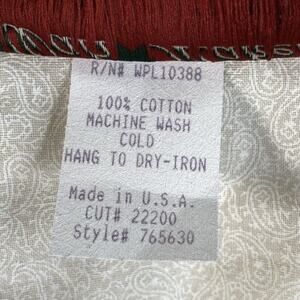 R/N# WPL10388
100% COTTON
MACHINE WASH
COLD
HANG TO DRY-IRON
Made in U.S.A.
CUT# 22200
Style# 765630